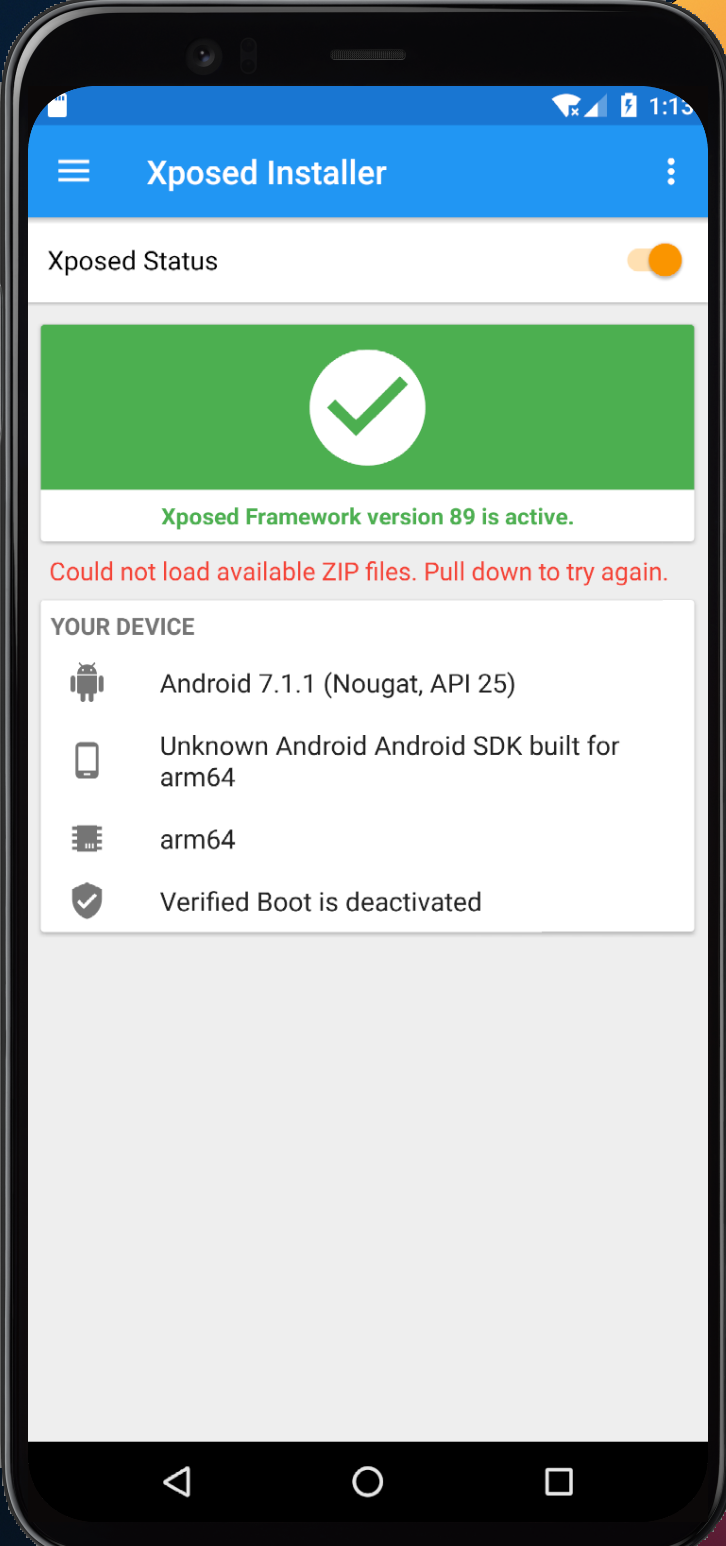 1:13
Xposed Installer
Xposed Status
Xposed Framework version 89 is active.
Could not load available ZIP files. Pull down to try again.
YOUR DEVICE
Android 7.1.1 (Nougat, API 25)
Unknown Android Android SDK built for
arm64
arm64
Verified Boot is deactivated